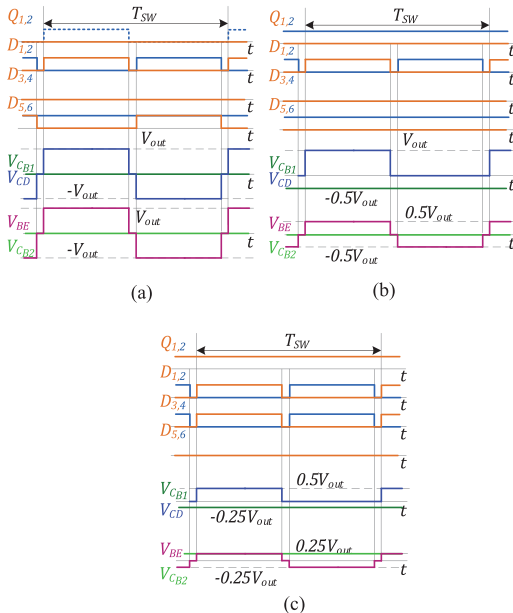 Q1,2 TSW t
D1,2 t
D3,4
t
D5,6
t
Vout
VCB1
VCD t
-Vout
VBE Vout
t
VCB2 -Vout
(a)
Q1,2 TSW
t
D1,2 t
D3,4
D5,6 t
t
Vout
VCB1
VCD t
-0.5Vout 0.5Vout
VBE
t
VCB2 -0.5Vout
(b)
Q1,2 TSW
D1,2 t
D3,4 t
D5,6 t
t
VCB1 0.5Vout
VCD t
-0.25Vout
VBE 0.25Vout
t
VCB2 -0.25Vout
(c)